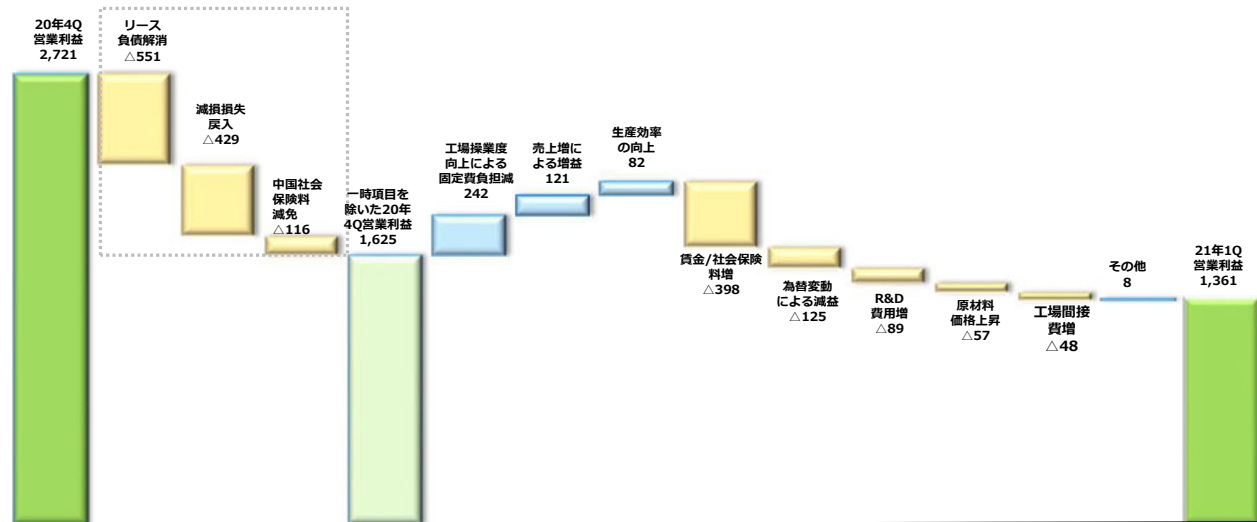 20年4Q
営業利益
2,721
リース
負債解消
△551
減損損失
戻入
△429
中国社会
保険料
減免
△116
一時項目を
除いた20年
4Q営業利益
1,625
工場操業度
向上による
固定費負担減
242
売上増に
よる増益
121
生産効率
の向上
82
賃金/社会保険
料増
△398
為替変動
による減益
△125
R&D
費用増
△89
原材料
価格上昇
△57
工場間接
費増
△48
その他
8
21年1Q
営業利益
1,361